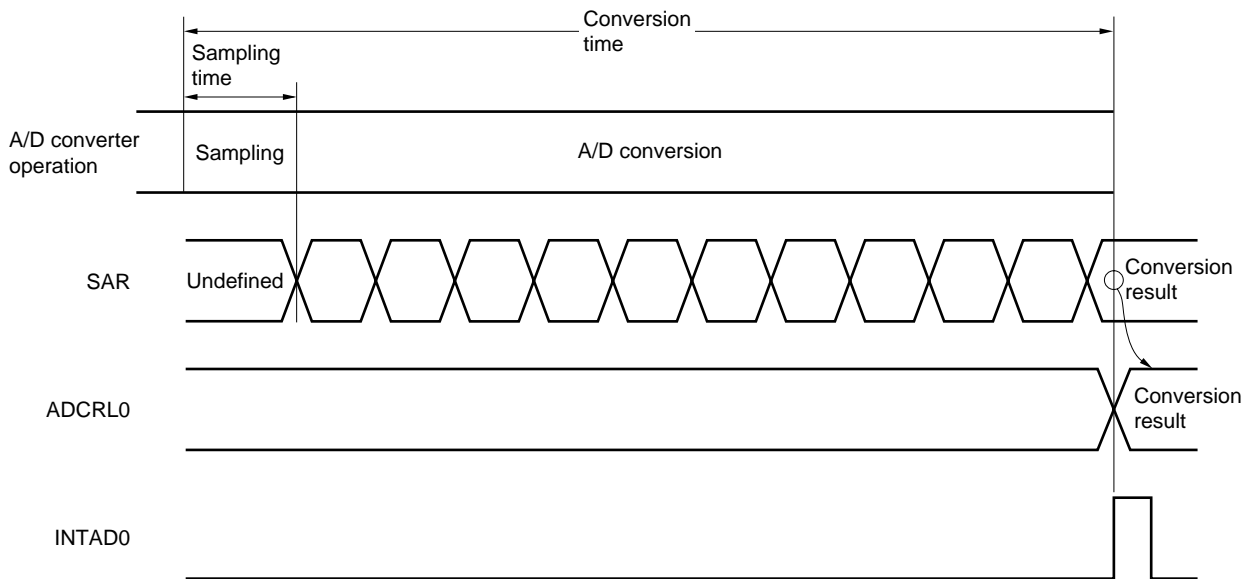 Conversion
time
Sampling
time
A/D converter
operation
Sampling
A/D conversion
SAR
Undefined
Conversion
result
ADCRL0
Conversion
result
INTAD0